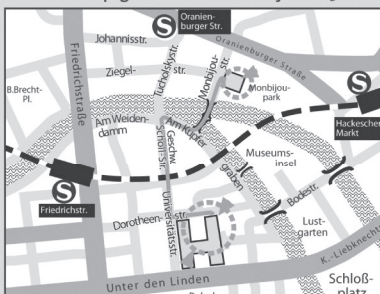 S
Oranien-
burger Str.
Johannisstr.
Oranienburger Straße
Friedrichstraße
Ziegel-
str.
Tucholskystr.
Monbijou-
str.
B.Brecht-
Pl.
Monbijou-
park
S
Hackescher
Markt
Am Weiden-
damm
Am Kupfer-
graben
Geschw.
Scholl-Str.
Museums-
insel
S
Friedrichstr.
Bodestr.
Dorotheen-
str.
Universitätsstr.
Lust-
garten
K.-Liebknecht
Unter den Linden
Schloß-
platz